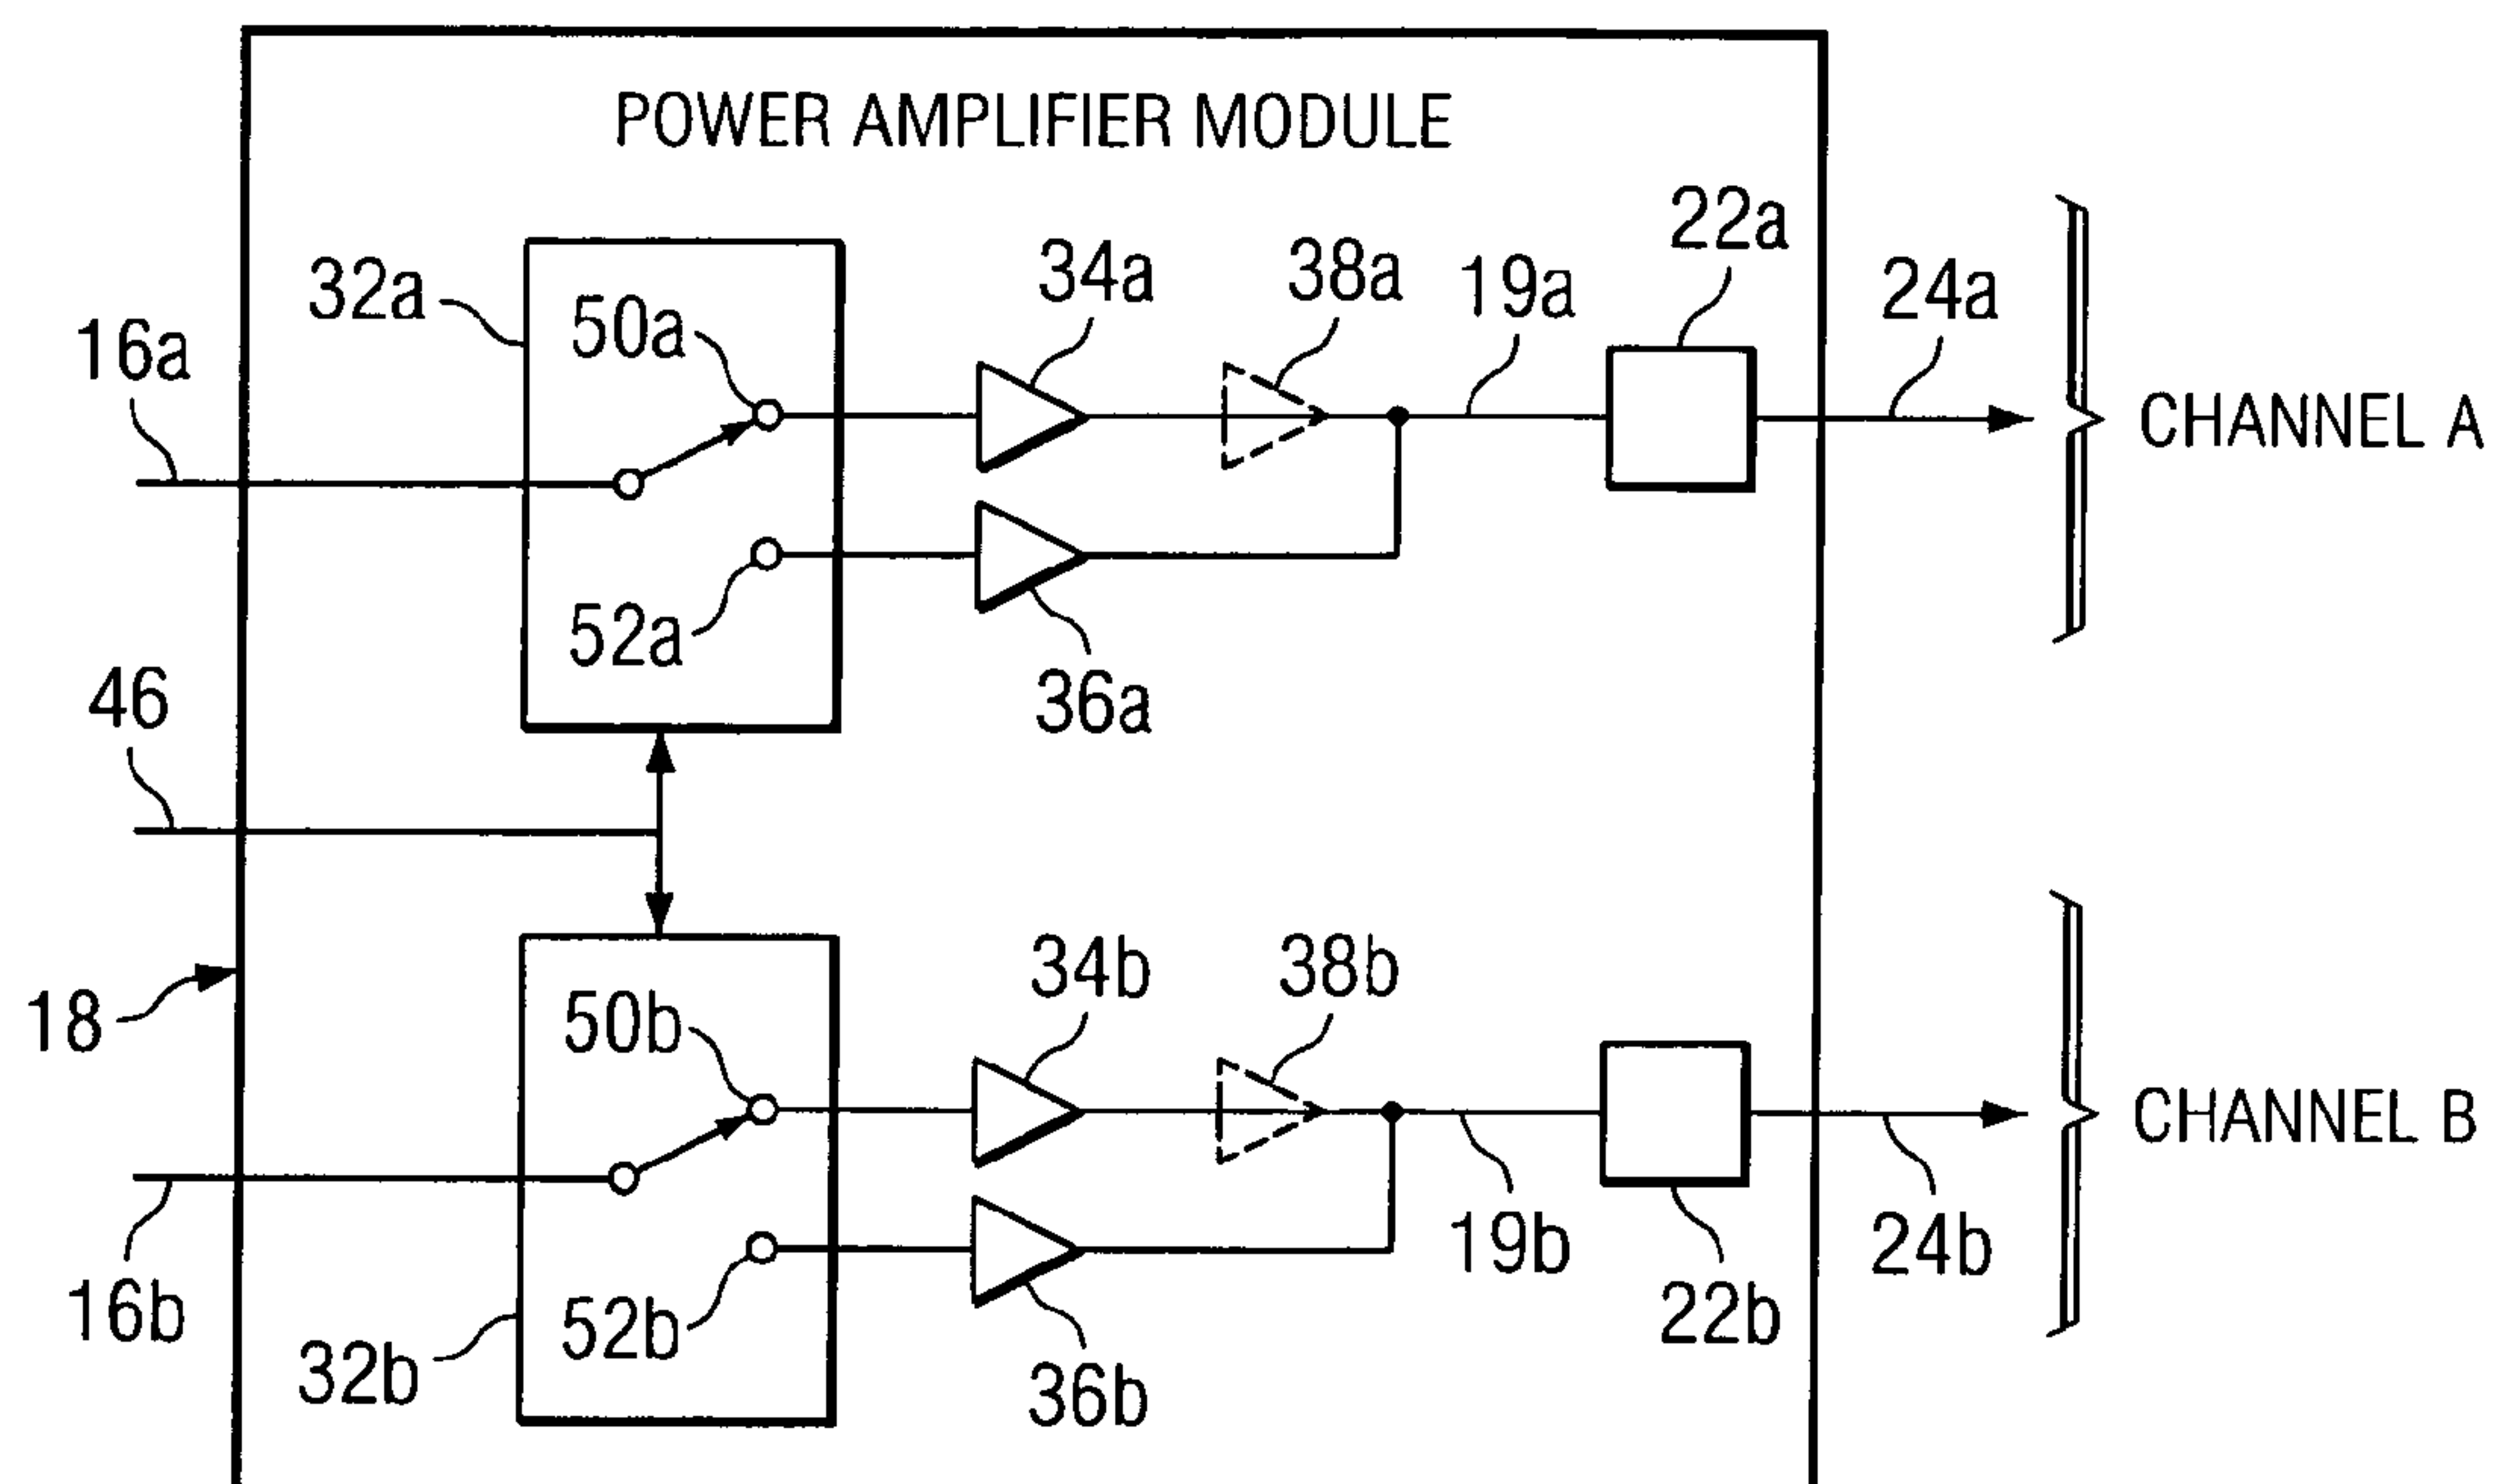 POWER AMPLIFIER MODULE
22a
34a
38a
19a
24a
32a
50a
16a
CHANNEL A
52a
46
36a
34b
38b
18
50b
CHANNEL B
19b
24b
16b
52b
22b
32b
36b